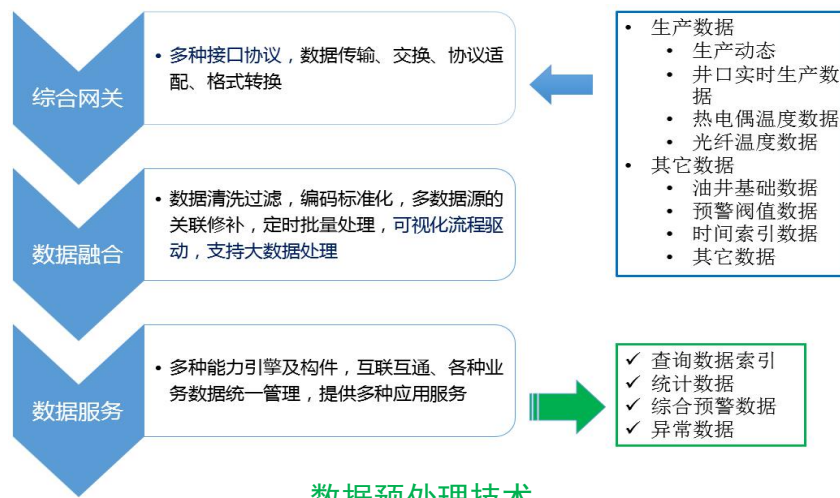 综合网关
• 多种接口协议，数据传输、交换、协议适
配、格式转换
• 生产数据
• 生产动态
• 井口实时生产数
据
• 热电偶温度数据
• 光纤温度数据
• 其它数据
• 油井基础数据
• 预警阀值数据
• 时间索引数据
• 其它数据
数据融合
• 数据清洗过滤，编码标准化，多数据源的
关联修补，定时批量处理，可视化流程驱
动，支持大数据处理
数据服务
• 多种能力引擎及构件，互联互通、各种业
务数据统一管理，提供多种应用服务
✓ 查询数据索引
✓ 统计数据
✓ 综合预警数据
✓ 异常数据
数据预处理技术